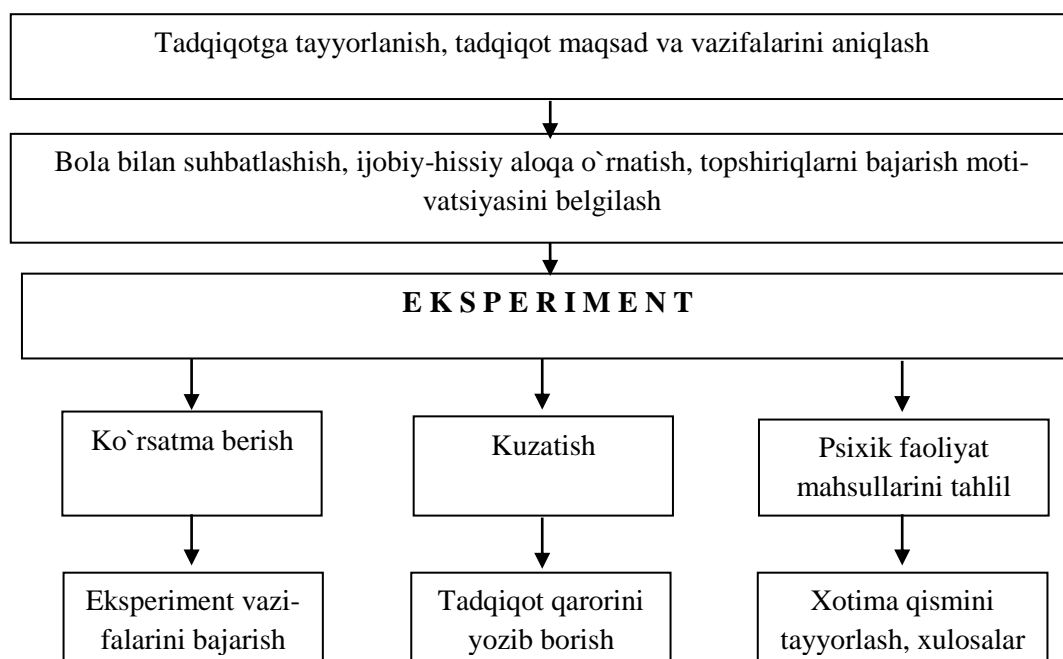 Tadqiqotga tayyorlanish, tadqiqot maqsad va vazifalarini aniqlash
Bola bilan suhbatlashish, ijobiy-hissiy aloqa o`rnatish, topshiriqlarni bajarish moti-
vatsiyasini belgilash
E K S P E R I M E N T
Ko`rsatma berish
Kuzatish
Psixik faoliyat
mahsullarini tahlil
Eksperiment vazi-
falarini bajarish
Tadqiqot qarorini
yozib borish
Xotima qismini
tayyorlash, xulosalar